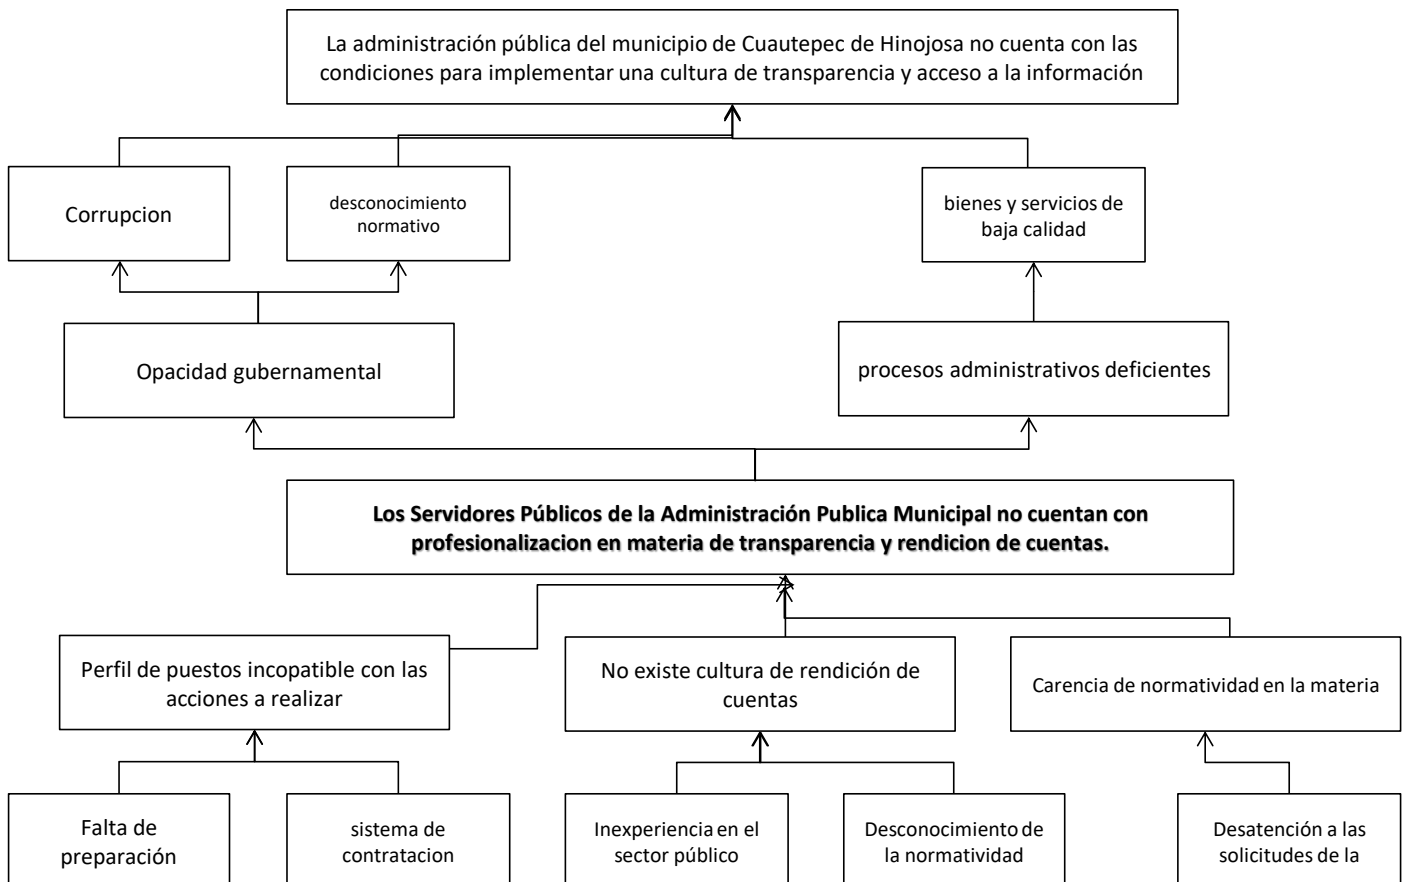 La administración pública del municipio de Cuautepec de Hinojosa no cuenta con las
condiciones para implementar una cultura de transparencia y acceso a la información
Corrupcion
desconocimiento
normativo
bienes y servicios de
baja calidad
Opacidad gubernamental
procesos administrativos deficientes
Los Servidores Públicos de la Administración Publica Municipal no cuentan con
profesionalizacion en materia de transparencia y rendicion de cuentas.
Perfil de puestos incopatible con las
acciones a realizar
No existe cultura de rendición de
cuentas
Carencia de normatividad en la materia
Falta de
preparación
sistema de
contratacion
Inexperiencia en el
sector público
Desconocimiento de
la normatividad
Desatención a las
solicitudes de la